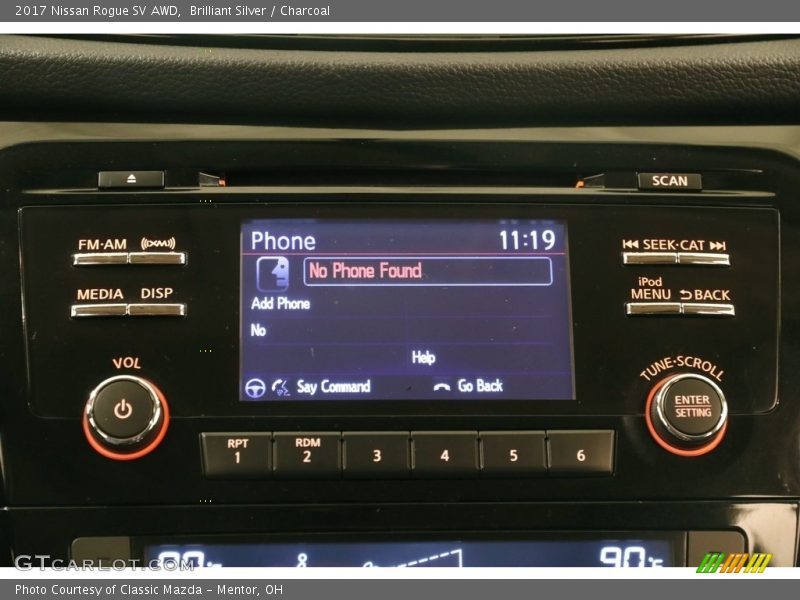 2017 Nissan Rogue SV AWD,  Brilliant Silver / Charcoal
SCAN
FM·AM
(XM)
MEDIA DISP
VOL
Phone 11:19
No Phone Found
Add Phone
No
Help
Say Command Go Back
SEEK·CAT
iPod
MENU BACK
TUNE·SCROLL
ENTER
SETTING
RPT
1
RDM
2
3
4
5
6
90°F
GTCARLOT.COM
Photo Courtesy of Classic Mazda - Mentor, OH